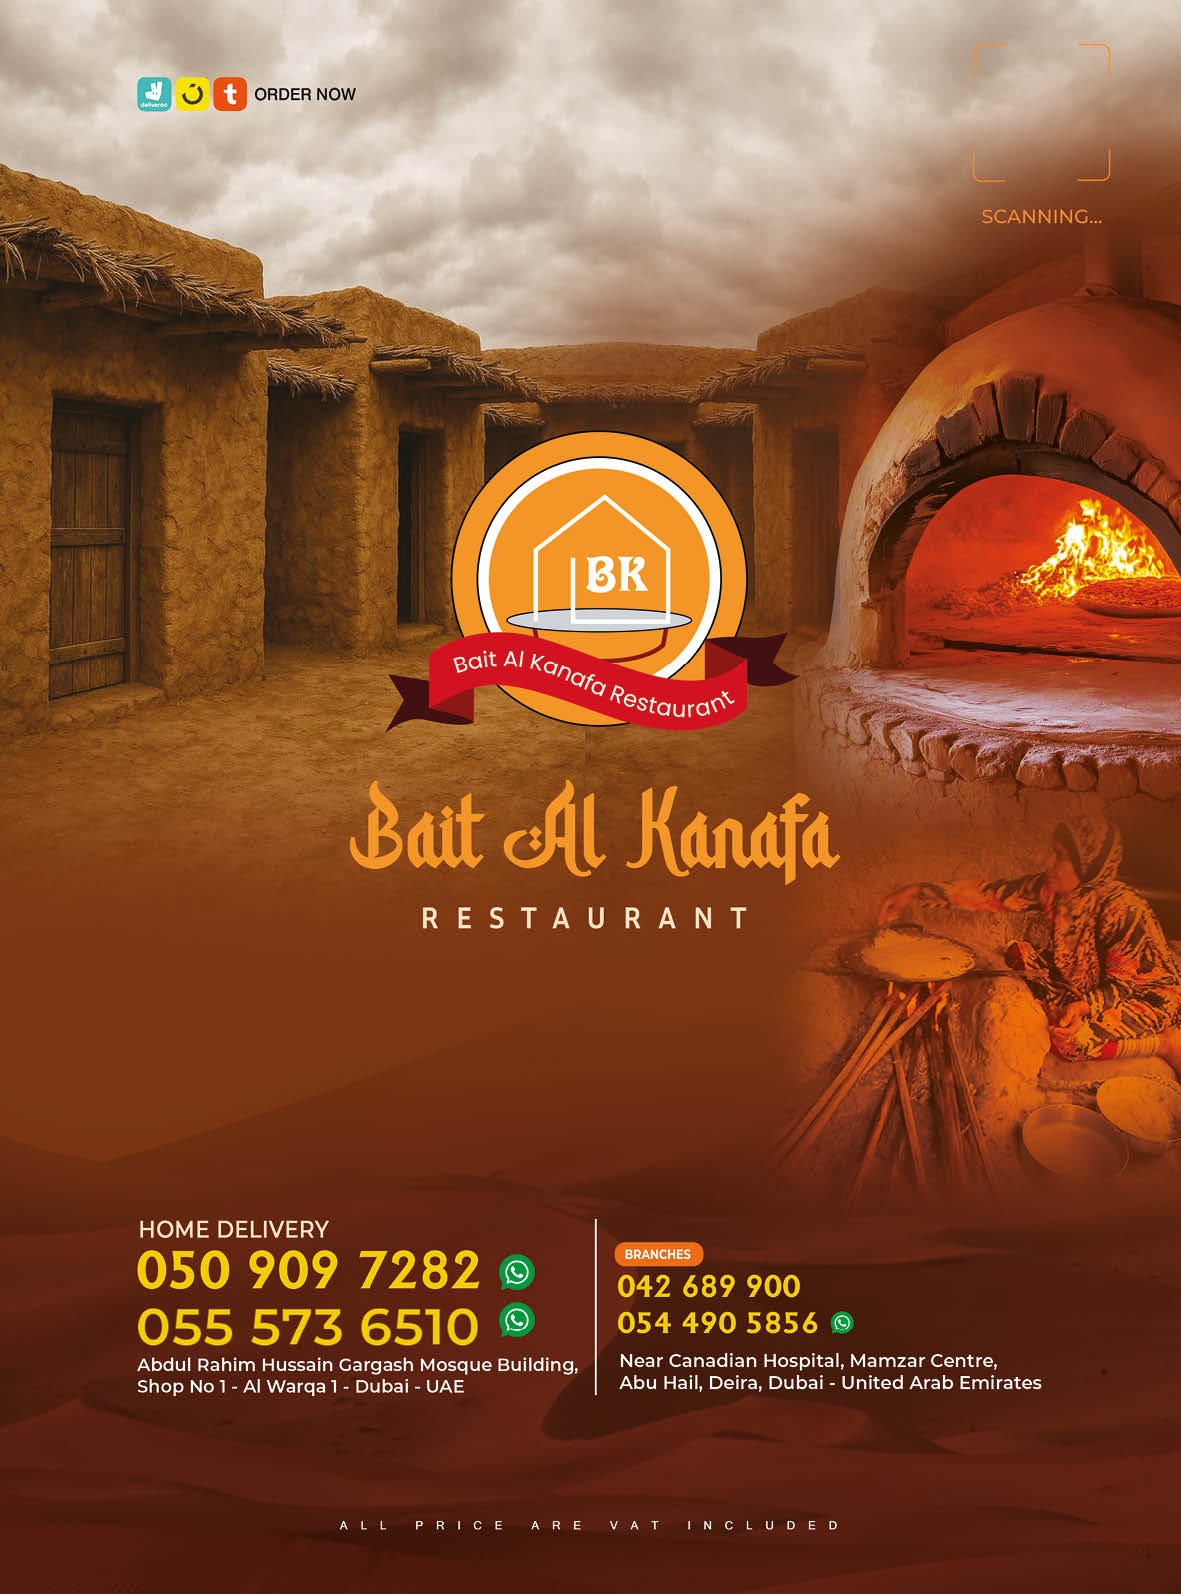 deliveroo
t
ORDER NOW
SCANNING...
BK
Bait Al Kanafa Restaurant
Bait Al Kanafa
RESTAURANT
HOME DELIVERY
050 909 7282
055 573 6510
Abdul Rahim Hussain Gargash Mosque Building,
Shop No 1 - Al Warqa 1 - Dubai - UAE
BRANCHES
042 689 900
054 490 5856
Near Canadian Hospital, Mamzar Centre,
Abu Hail, Deira, Dubai - United Arab Emirates
ALL PRICE ARE VAT INCLUDED